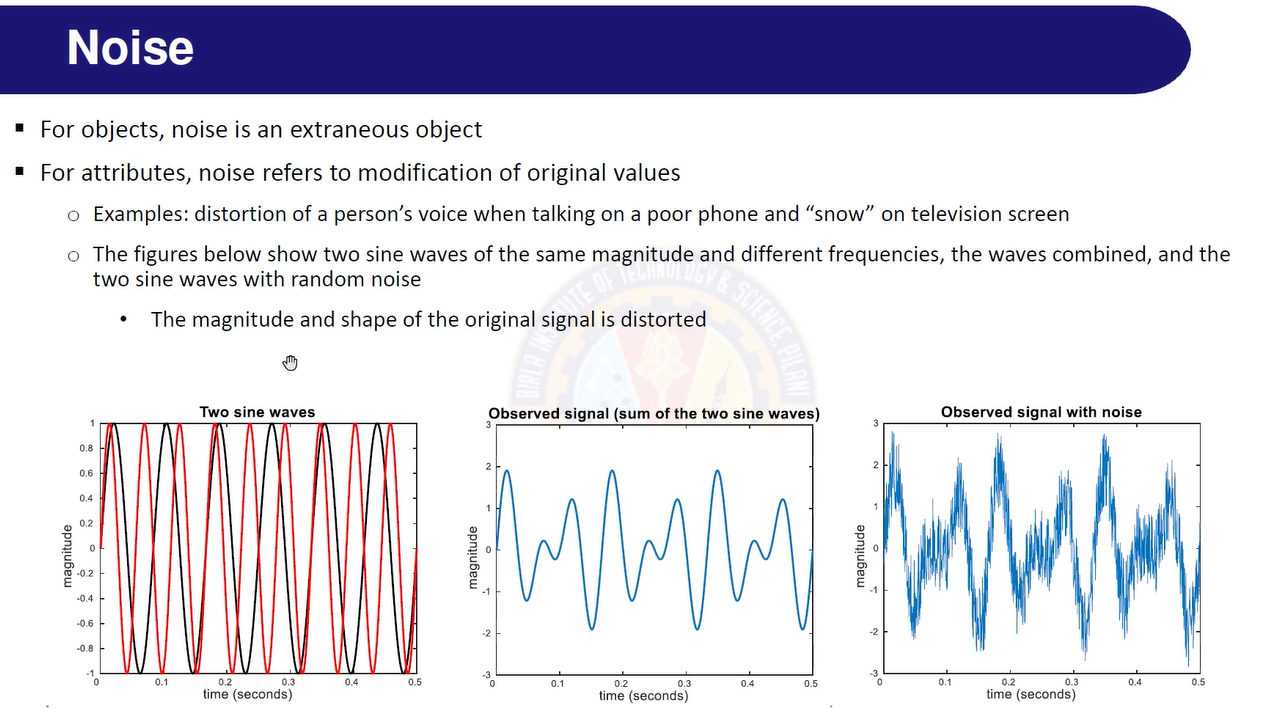 Noise
▪ For objects, noise is an extraneous object
▪ For attributes, noise refers to modification of original values
○ Examples: distortion of a person’s voice when talking on a poor phone and “snow” on television screen
○ The figures below show two sine waves of the same magnitude and different frequencies, the waves combined, and the
two sine waves with random noise
• The magnitude and shape of the original signal is distorted
BIRLA INSTITUTE OF TECHNOLOGY & SCIENCE, PILANI
Two sine waves
1
0.8
0.6
0.4
0.2
0
-0.2
-0.4
-0.6
-0.8
-1
magnitude
0 0.1 0.2 0.3 0.4 0.5
time (seconds)
Observed signal (sum of the two sine waves)
3
2
1
0
-1
-2
-3
magnitude
0 0.1 0.2 0.3 0.4 0.5
time (seconds)
Observed signal with noise
3
2
1
0
-1
-2
-3
magnitude
0 0.1 0.2 0.3 0.4 0.5
time (seconds)